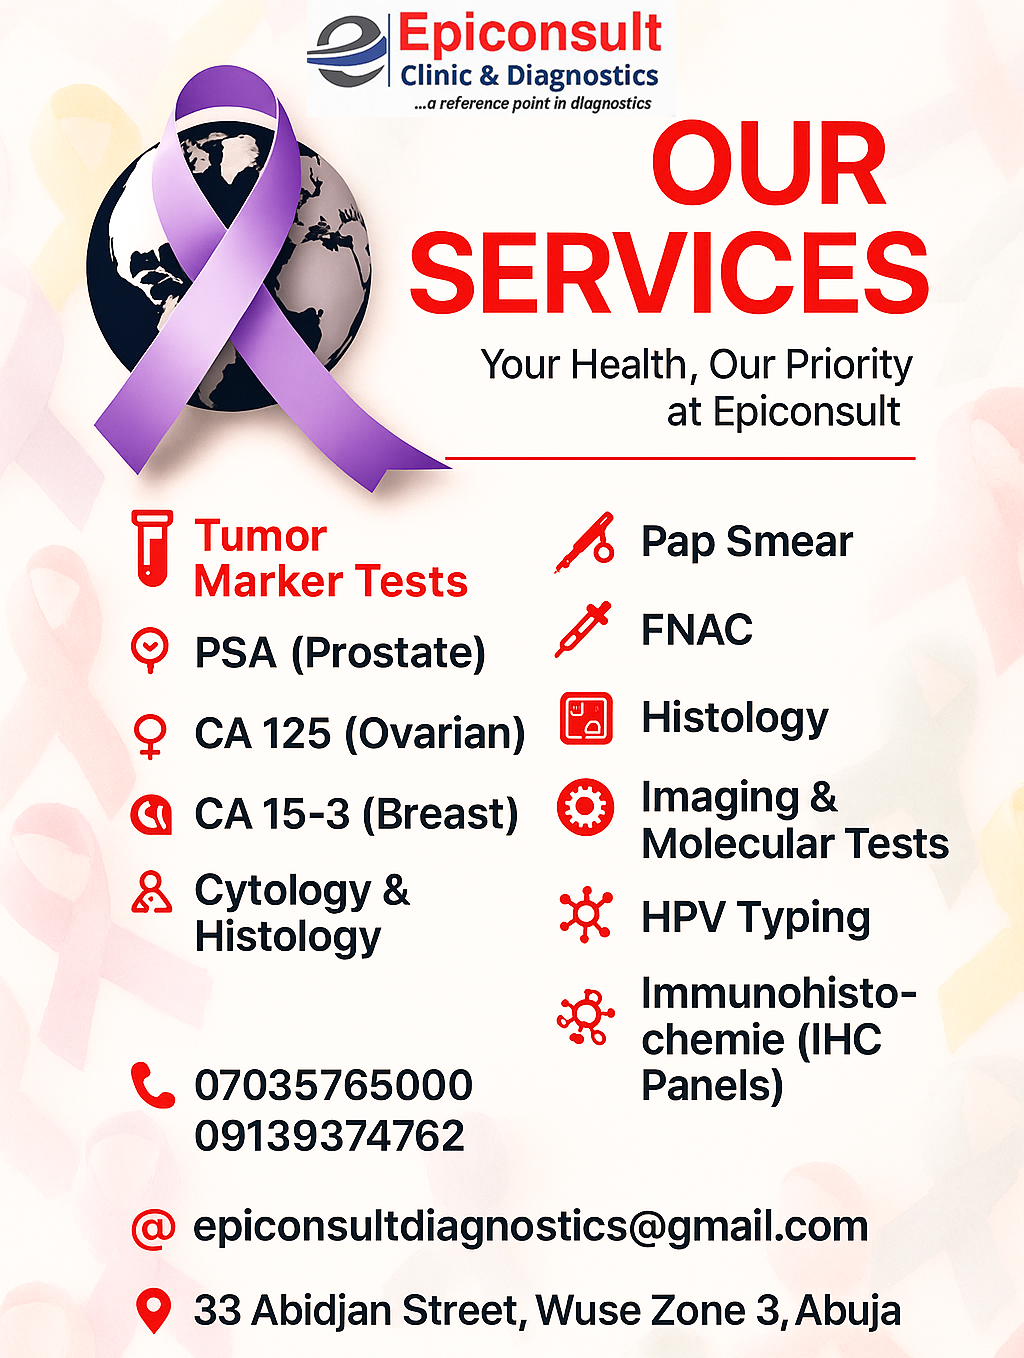 Epiconsult
Clinic & Diagnostics
...a reference point in diagnostics
OUR
SERVICES
Your Health, Our Priority
at Epiconsult
Tumor
Marker Tests
PSA (Prostate)
CA 125 (Ovarian)
CA 15-3 (Breast)
Cytology &
Histology
Pap Smear
FNAC
Histology
Imaging &
Molecular Tests
HPV Typing
Immunohisto-
chemie (IHC
Panels)
07035765000
09139374762
@ epiconsultdiagnostics@gmail.com
33 Abidjan Street, Wuse Zone 3, Abuja